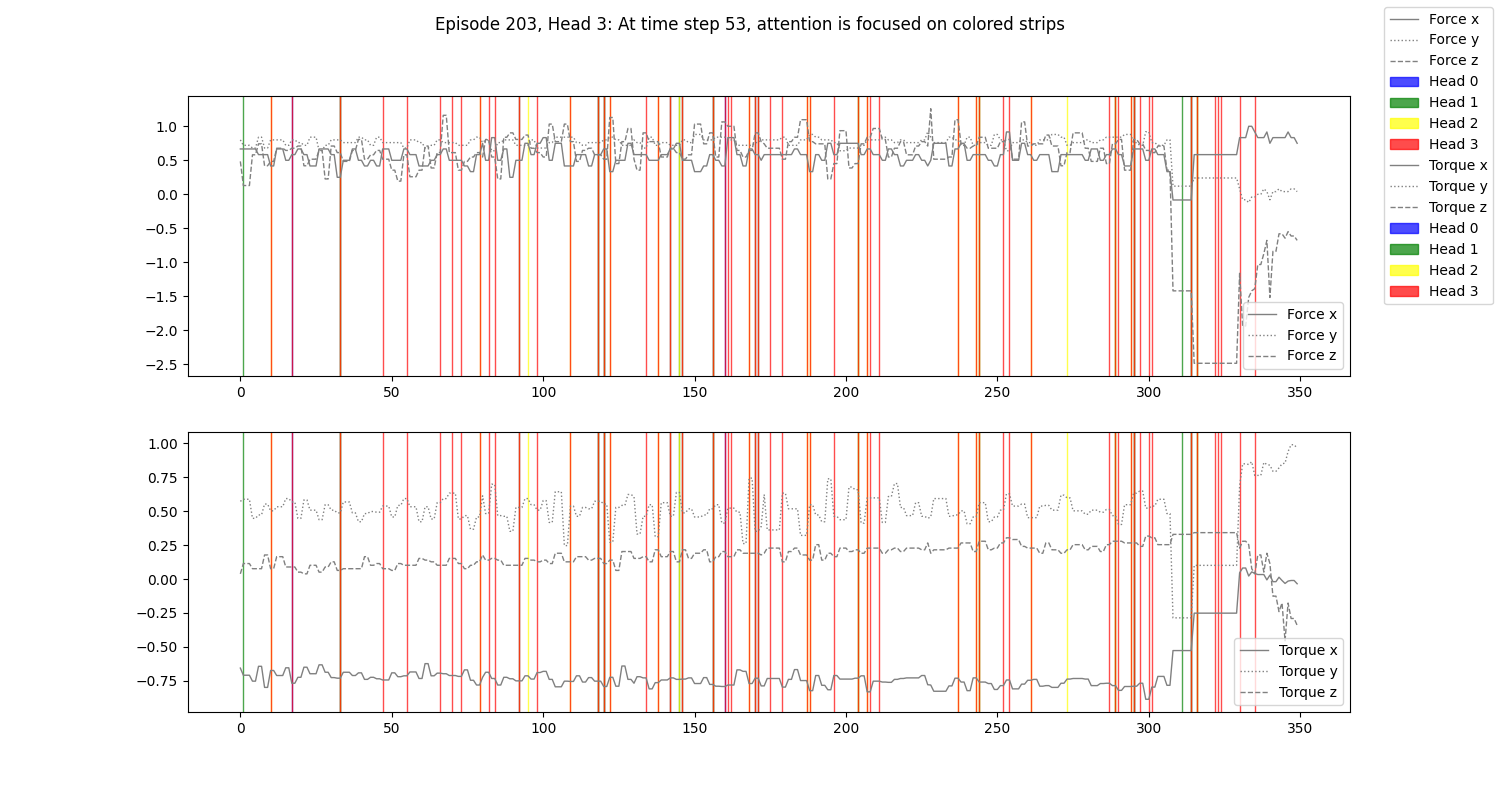 Episode 203, Head 3: At time step 53, attention is focused on colored strips
Force x
Force y
Force z
Head 0
Head 1
Head 2
Head 3
Torque x
Torque y
Torque z
Head 0
Head 1
Head 2
Head 3
1.0
0.5
0.0
−0.5
−1.0
−1.5
−2.0
−2.5
Force x
Force y
Force z
0 50 100 150 200 250 300 350
1.00
0.75
0.50
0.25
0.00
−0.25
−0.50
−0.75
Torque x
Torque y
Torque z
0 50 100 150 200 250 300 350